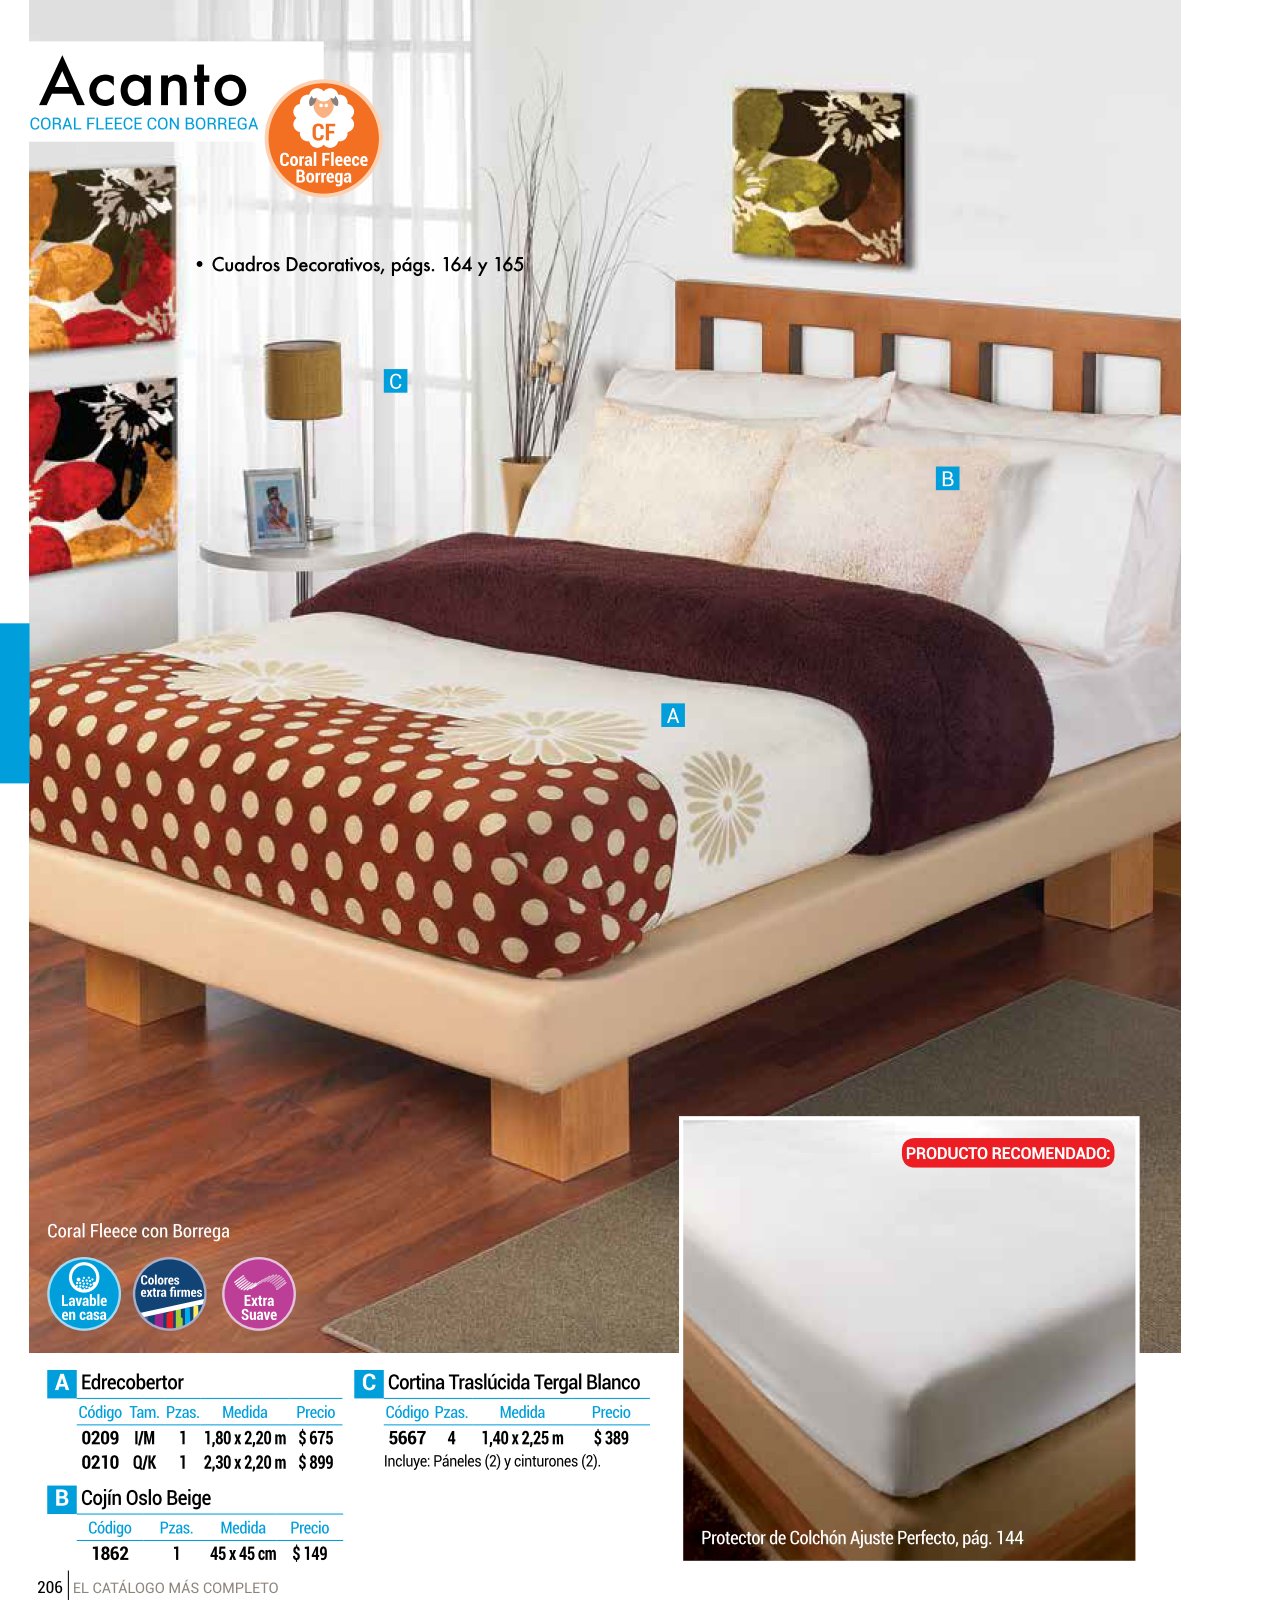 Acanto
CORAL FLEECE CON BORREGA
CF
Coral Fleece
Borrega
• Cuadros Decorativos, págs. 164 y 165
C
B
A
PRODUCTO RECOMENDADO:
Coral Fleece con Borrega
Lavable
en casa
Colores
extra firmes
Extra
Suave
A Edrecobertor
Código Tam. Pzas. Medida Precio
0209 I/M 1 1,80 x 2,20 m $ 675
0210 Q/K 1 2,30 x 2,20 m $ 899
B Cojín Oslo Beige
Código Pzas. Medida Precio
1862 1 45 x 45 cm $ 149
C Cortina Traslúcida Tergal Blanco
Código Pzas. Medida Precio
5667 4 1,40 x 2,25 m $ 389
Incluye: Páneles (2) y cinturones (2).
Protector de Colchón Ajuste Perfecto, pág. 144
206 EL CATÁLOGO MÁS COMPLETO